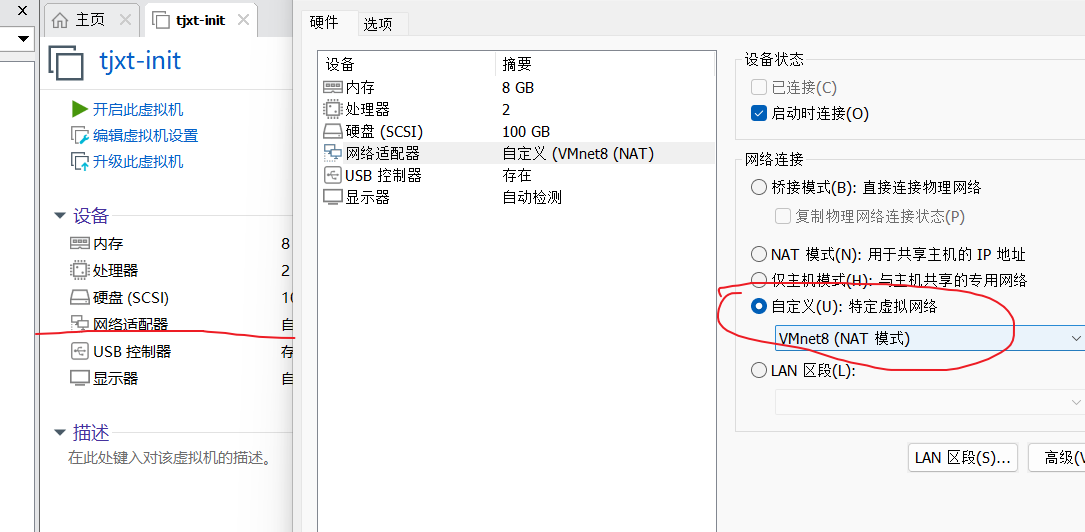 主页
tjxt-init
tjxt-init
开启此虚拟机
编辑虚拟机设置
升级此虚拟机
设备
内存 8
处理器 2
硬盘 (SCSI) 10
网络适配器 自
USB 控制器 存
显示器 自
描述
在此处键入对该虚拟机的描述。
硬件 选项
设备 摘要
内存 8 GB
处理器 2
硬盘 (SCSI) 100 GB
网络适配器 自定义 (VMnet8 (NAT)
USB 控制器 存在
显示器 自动检测
设备状态
已连接(C)
启动时连接(O)
网络连接
桥接模式(B): 直接连接物理网络
复制物理网络连接状态(P)
NAT 模式(N): 用于共享主机的 IP 地址
仅主机模式(H): 与主机共享的专用网络
自定义(U): 特定虚拟网络
VMnet8 (NAT 模式)
LAN 区段(L):
LAN 区段(S)... 高级(V